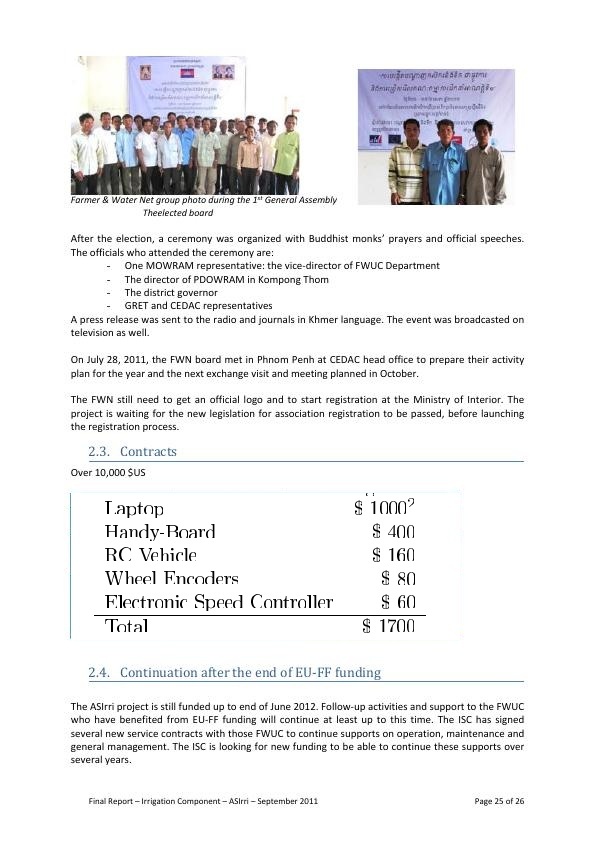 Farmer & Water Net group photo during the 1st General Assembly
Theelected board
After the election, a ceremony was organized with Buddhist monks’ prayers and official speeches.
The officials who attended the ceremony are:
- One MOWRAM representative: the vice-director of FWUC Department
- The director of PDOWRAM in Kompong Thom
- The district governor
- GRET and CEDAC representatives
A press release was sent to the radio and journals in Khmer language. The event was broadcasted on
television as well.
On July 28, 2011, the FWN board met in Phnom Penh at CEDAC head office to prepare their activity
plan for the year and the next exchange visit and meeting planned in October.
The FWN still need to get an official logo and to start registration at the Ministry of Interior. The
project is waiting for the new legislation for association registration to be passed, before launching
the registration process.
2.3. Contracts
Over 10,000 $US
Laptop $ 1000²
Handy-Board $ 400
RC Vehicle $ 160
Wheel Encoders $ 80
Electronic Speed Controller $ 60
Total $ 1700
2.4. Continuation after the end of EU-FF funding
The ASIrri project is still funded up to end of June 2012. Follow-up activities and support to the FWUC
who have benefited from EU-FF funding will continue at least up to this time. The ISC has signed
several new service contracts with those FWUC to continue supports on operation, maintenance and
general management. The ISC is looking for new funding to be able to continue these supports over
several years.
Final Report – Irrigation Component – ASIrri – September 2011 Page 25 of 26